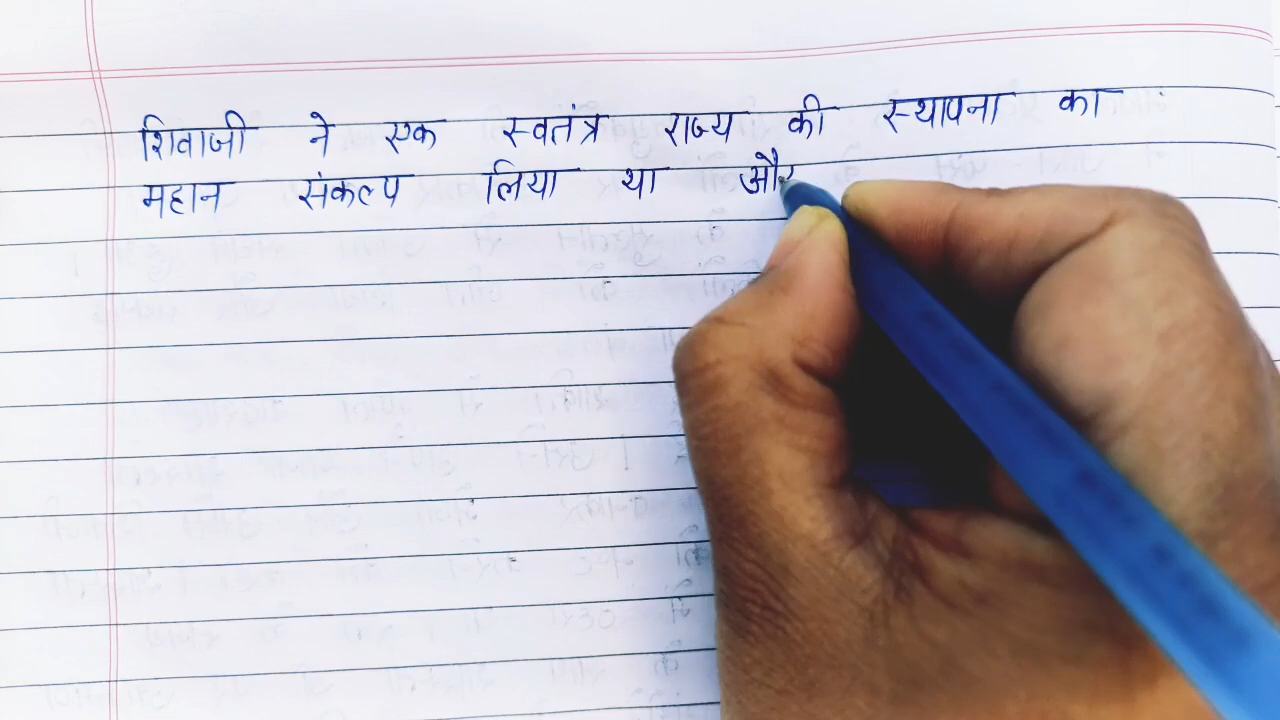 शिवाजी ने एक स्वतंत्र राज्य की स्थापना का
महान संकल्प लिया था और